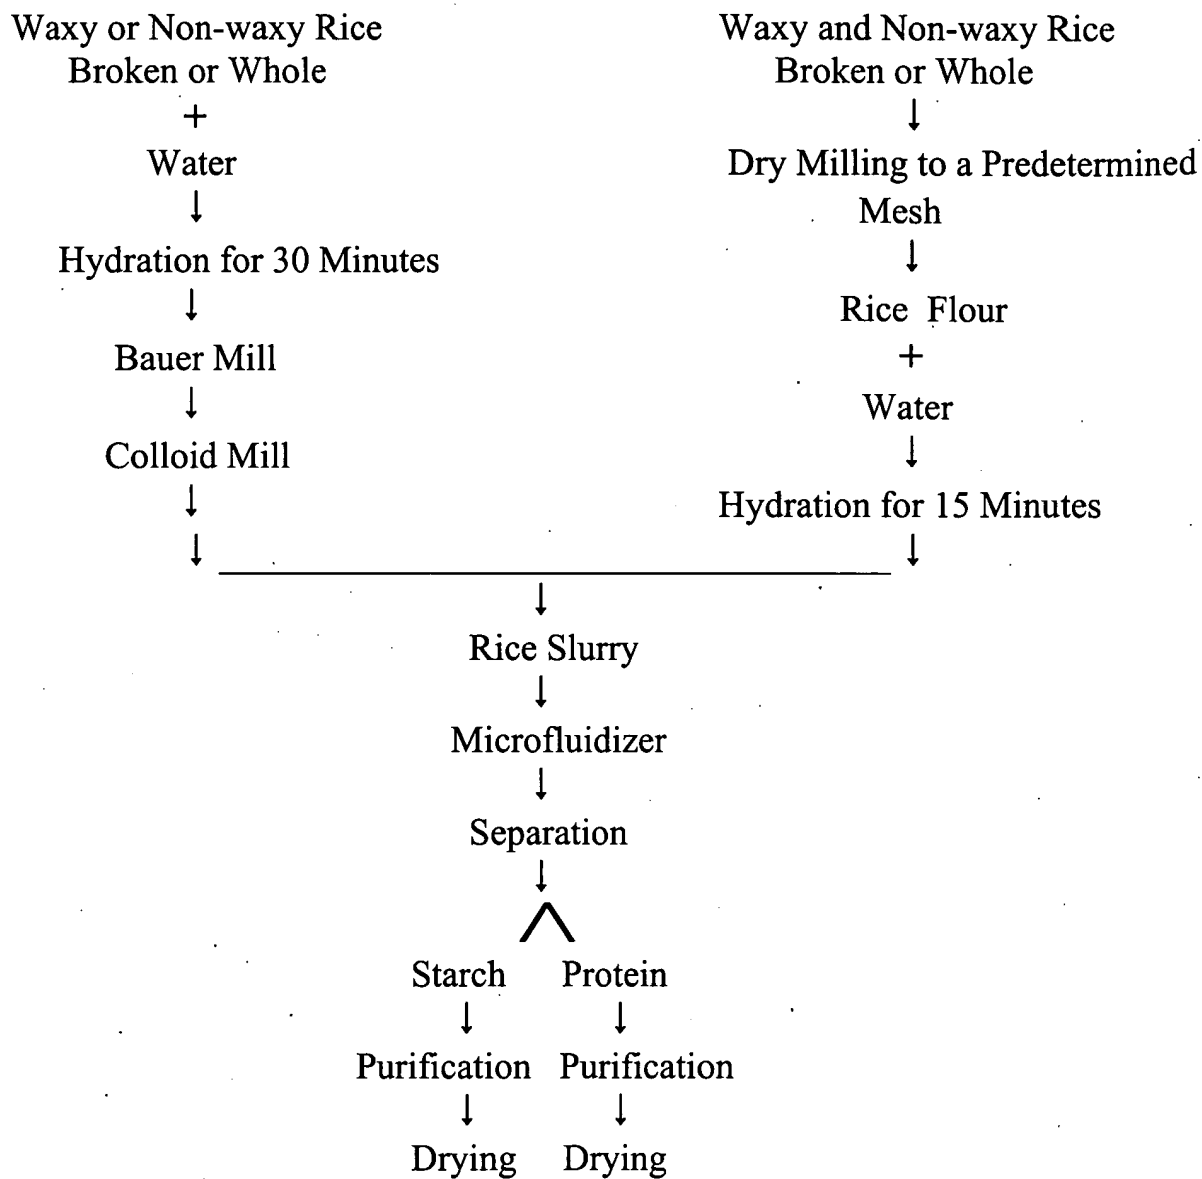 Waxy or Non-waxy Rice
Broken or Whole
+
Water
↓
Hydration for 30 Minutes
↓
Bauer Mill
↓
Colloid Mill
↓
↓
Waxy and Non-waxy Rice
Broken or Whole
↓
Dry Milling to a Predetermined
Mesh
↓
Rice Flour
+
Water
↓
Hydration for 15 Minutes
↓
↓
Rice Slurry
↓
Microfluidizer
↓
Separation
↓
Starch Protein
↓ ↓
Purification Purification
↓ ↓
Drying Drying